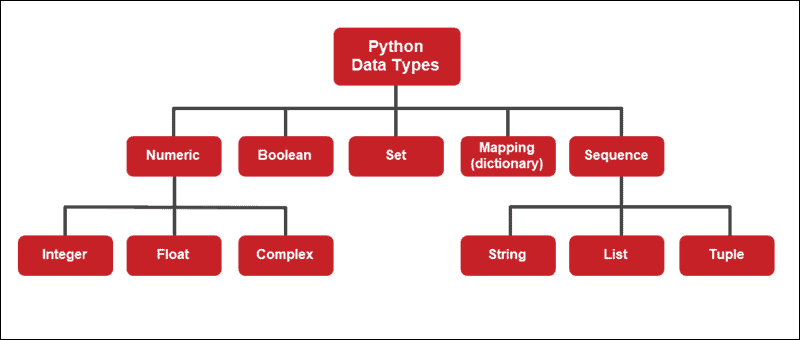 Python
Data Types
Numeric
Boolean
Set
Mapping
(dictionary)
Sequence
Integer
Float
Complex
String
List
Tuple